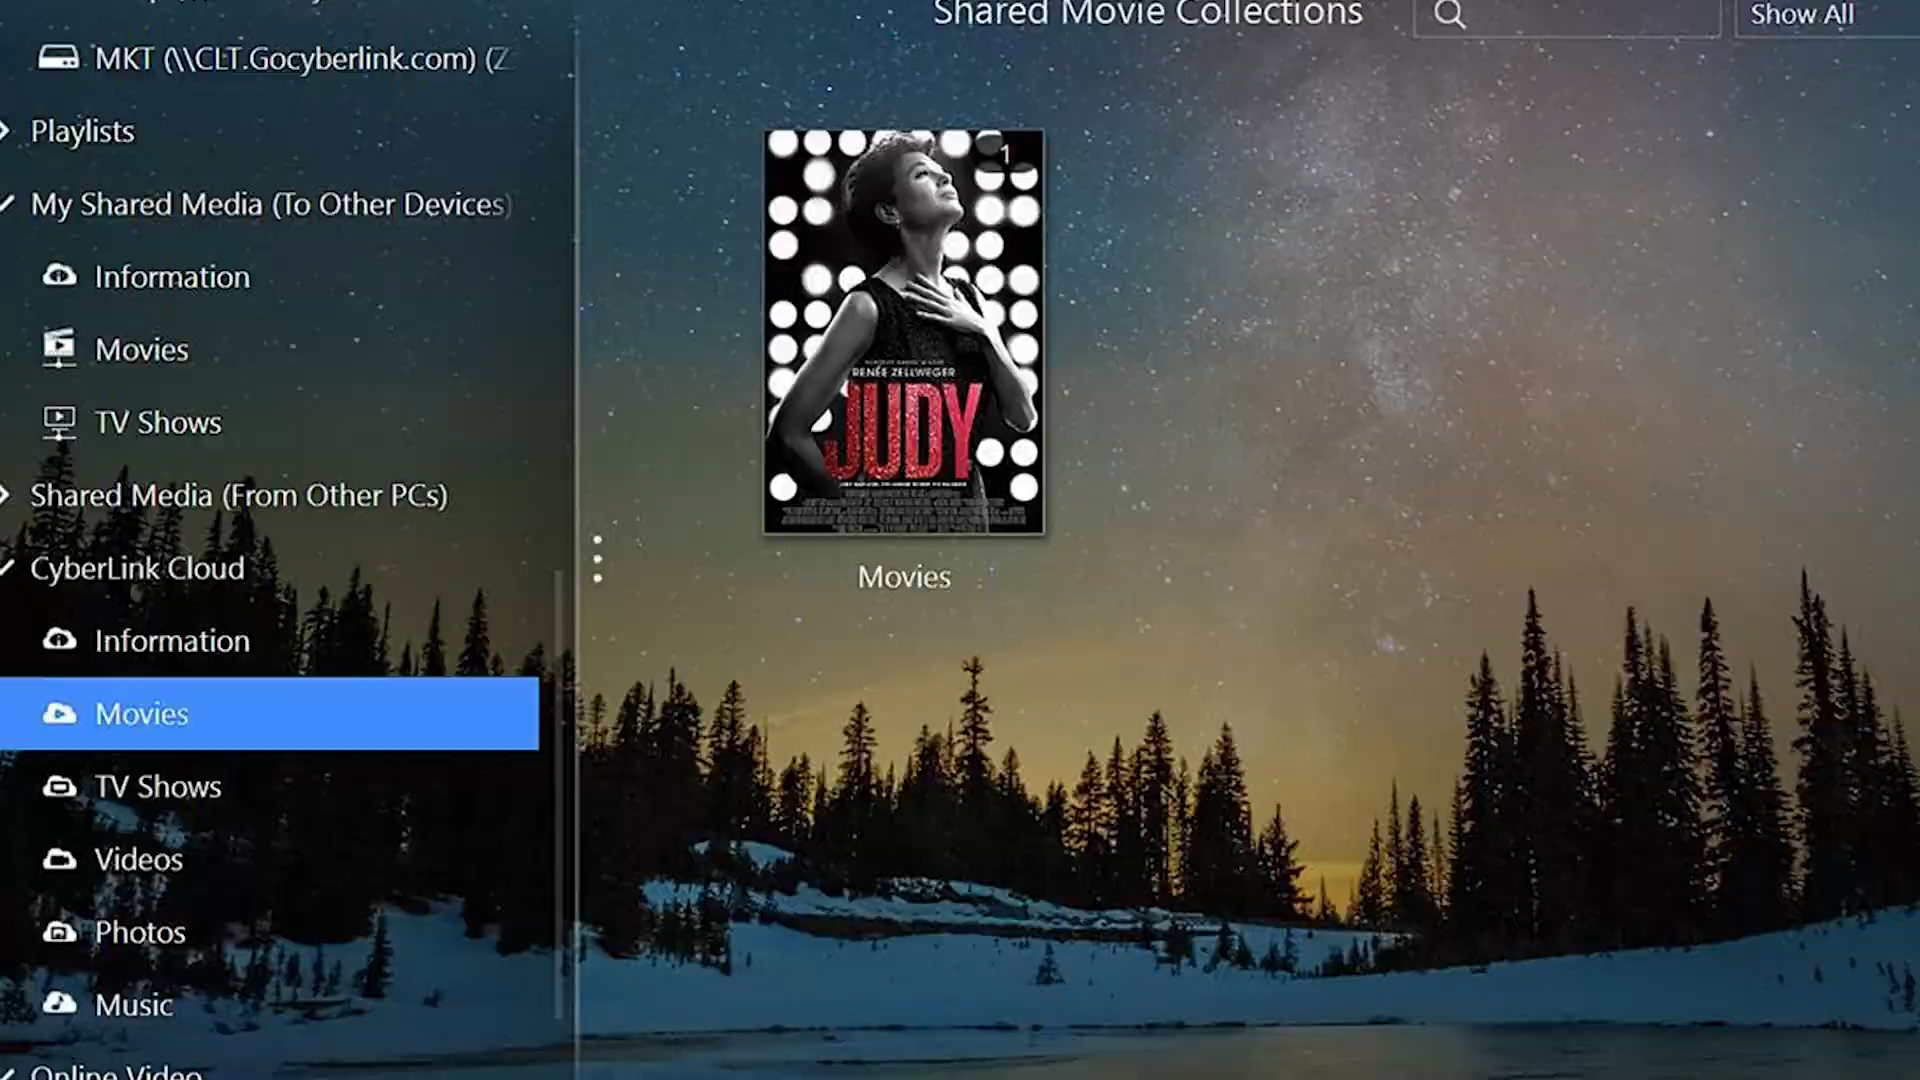 Shared Movie Collections
Show All
MKT (\\CLT.Gocyberlink.com) (Z
Playlists
My Shared Media (To Other Devices)
Information
Movies
TV Shows
Shared Media (From Other PCs)
CyberLink Cloud
Information
Movies
TV Shows
Videos
Photos
Music
Online Video
1
RENÉE ZELLWEGER
JUDY
Movies